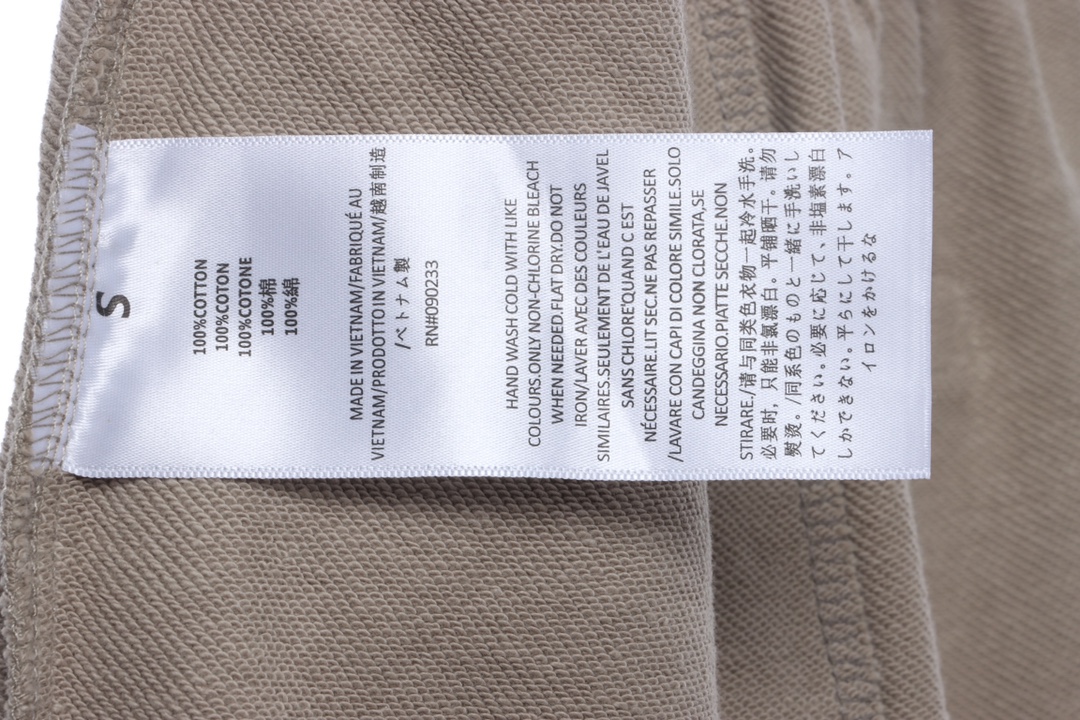 S
100%COTTON
100%COTON
100%COTONE
100%棉
100%綿
MADE IN VIETNAM/FABRIQUÉ AU
VIETNAM/PRODOTTO IN VIETNAM/越南制造
/ベトナム製
RN#090233
HAND WASH COLD WITH LIKE
COLOURS.ONLY NON-CHLORINE BLEACH
WHEN NEEDED.FLAT DRY.DO NOT
IRON/LAVER AVEC DES COULEURS
SIMILAIRES.SEULEMENT DE L'EAU DE JAVEL
SANS CHLORE'QUAND C EST
NÉCESSAIRE.LIT SEC.NE PAS REPASSER
/LAVARE CON CAPI DI COLORE SIMILE.SOLO
CANDEGGINA NON CLORATA,SE
NECESSARIO.PIATTE SECCHE.NON
STIRARE./请与同类色衣物一起冷水手洗。
必要时，只能非氯漂白。平铺晒干。请勿
熨烫。/同系色のものと一緒に手洗いし
てください。必要に応じて、非塩素漂白
しかできない。平らにして干します。ア
イロンをかけるな